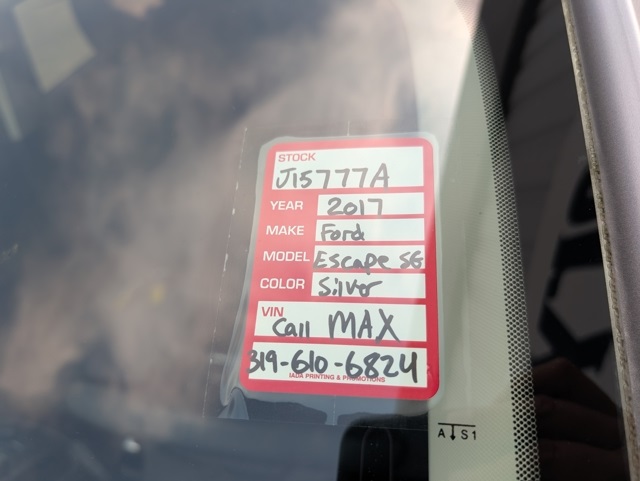 STOCK
J15777A
YEAR 2017
MAKE Ford
MODEL Escape SG
COLOR Silver
VIN
Call MAX
319-610-6824
IADA PRINTING & PROMOTIONS
A S1